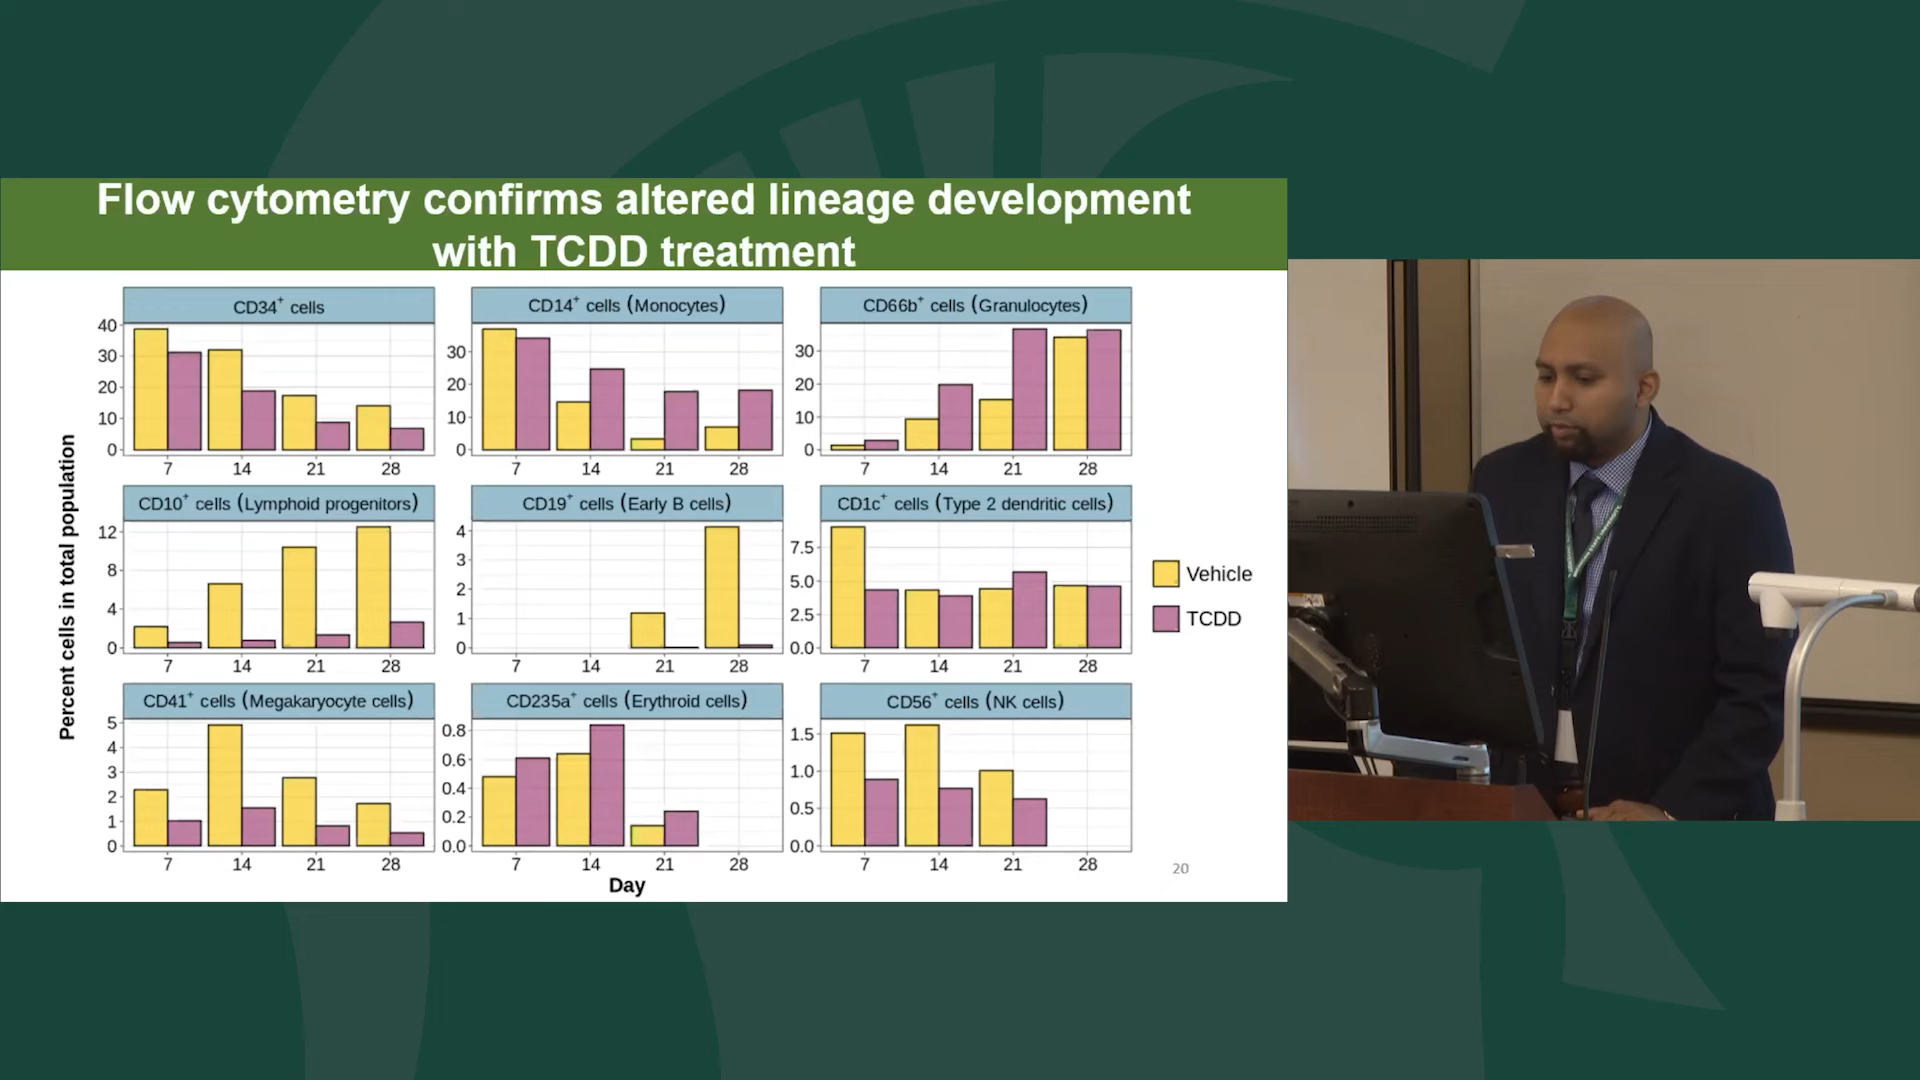 Flow cytometry confirms altered lineage development
with TCDD treatment
Percent cells in total population
CD34+ cells
40
30
20
10
0
7 14 21 28
CD14+ cells (Monocytes)
30
20
10
0
7 14 21 28
CD66b+ cells (Granulocytes)
30
20
10
0
7 14 21 28
CD10+ cells (Lymphoid progenitors)
12
8
4
0
7 14 21 28
CD19+ cells (Early B cells)
4
3
2
1
0
7 14 21 28
CD1c+ cells (Type 2 dendritic cells)
7.5
5.0
2.5
0.0
7 14 21 28
CD41+ cells (Megakaryocyte cells)
5
4
3
2
1
0
7 14 21 28
CD235a+ cells (Erythroid cells)
0.8
0.6
0.4
0.2
0.0
7 14 21 28
CD56+ cells (NK cells)
1.5
1.0
0.5
0.0
7 14 21 28
Day
Vehicle
TCDD
20